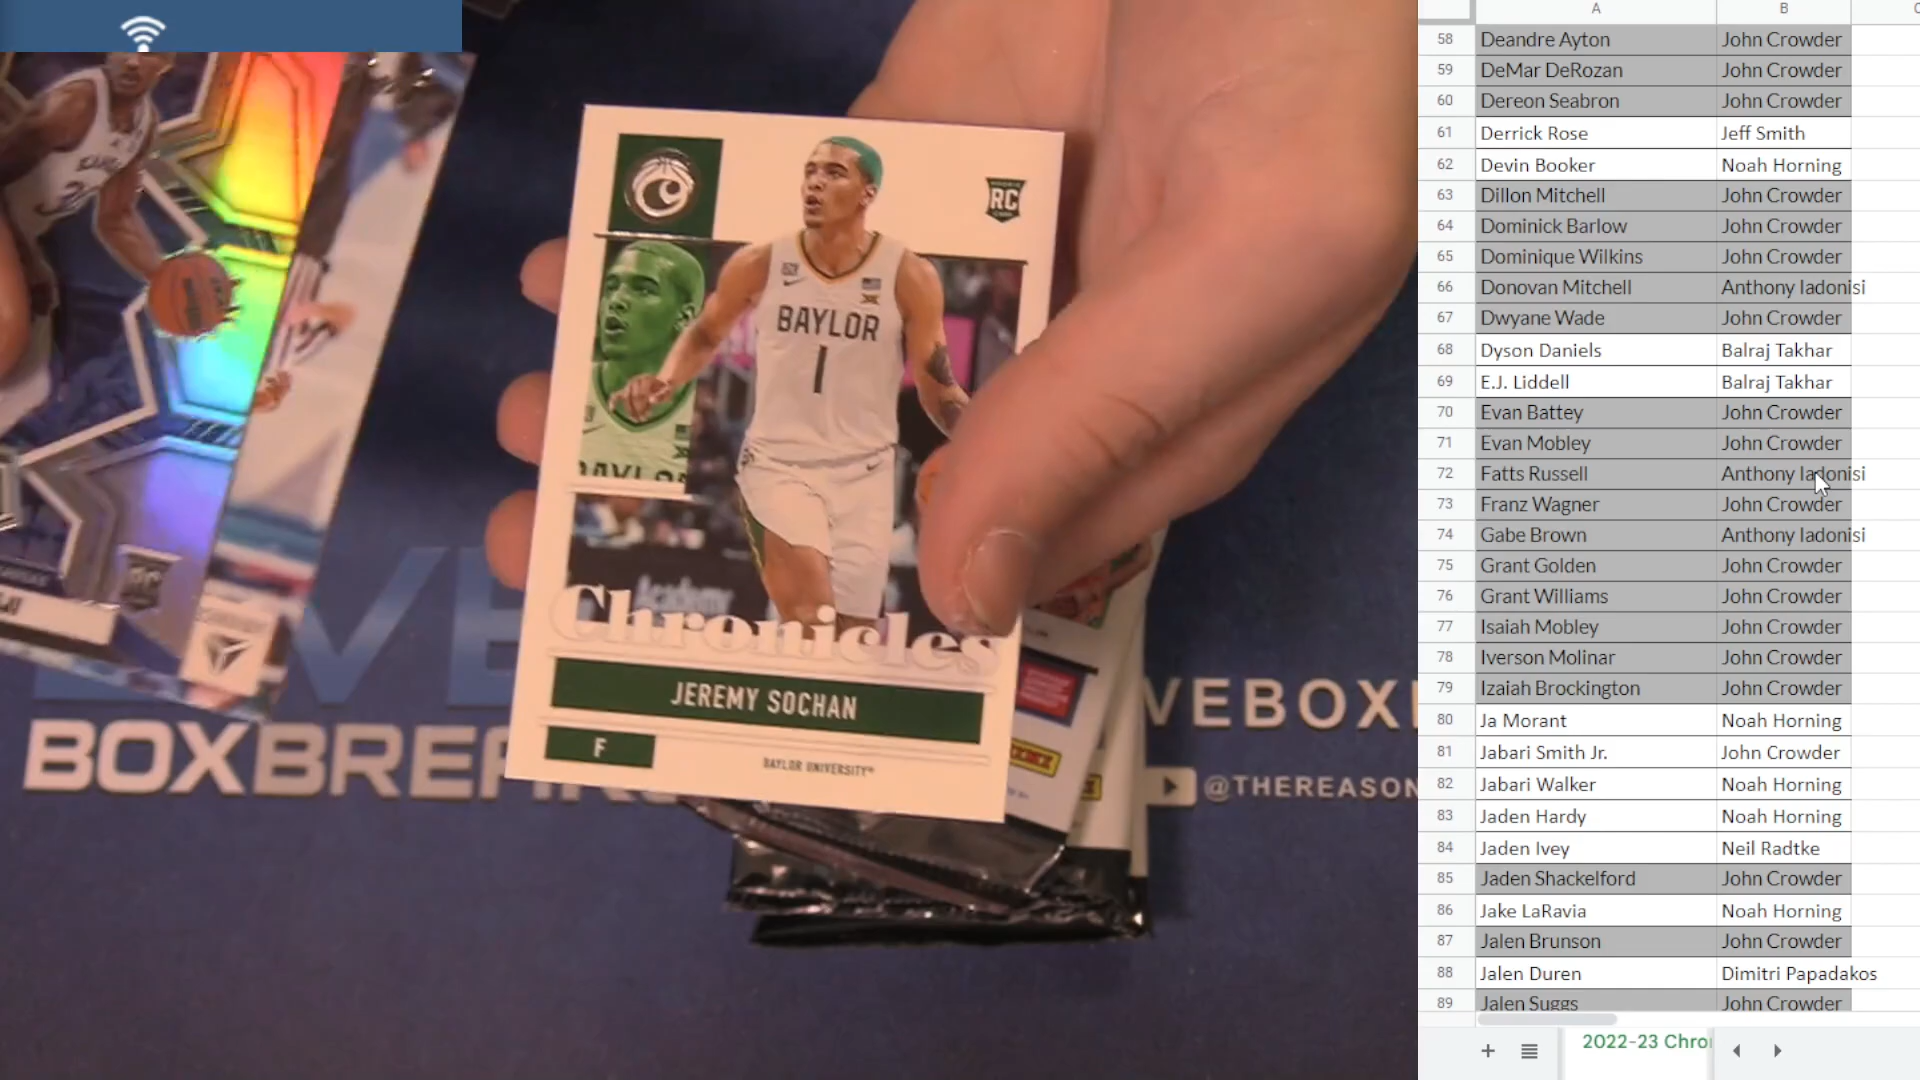 RC
BAYLOR
1
Chronicles
JEREMY SOCHAN
F
BAYLOR UNIVERSITY
BOXBRE
VEBOX
@THEREASON
A B C
58 Deandre Ayton John Crowder
59 DeMar DeRozan John Crowder
60 Dereon Seabron John Crowder
61 Derrick Rose Jeff Smith
62 Devin Booker Noah Horning
63 Dillon Mitchell John Crowder
64 Dominick Barlow John Crowder
65 Dominique Wilkins John Crowder
66 Donovan Mitchell Anthony Iadonisi
67 Dwyane Wade John Crowder
68 Dyson Daniels Balraj Takhar
69 E.J. Liddell Balraj Takhar
70 Evan Battey John Crowder
71 Evan Mobley John Crowder
72 Fatts Russell Anthony Iadonisi
73 Franz Wagner John Crowder
74 Gabe Brown Anthony Iadonisi
75 Grant Golden John Crowder
76 Grant Williams John Crowder
77 Isaiah Mobley John Crowder
78 Iverson Molinar John Crowder
79 Izaiah Brockington John Crowder
80 Ja Morant Noah Horning
81 Jabari Smith Jr. John Crowder
82 Jabari Walker Noah Horning
83 Jaden Hardy Noah Horning
84 Jaden Ivey Neil Radtke
85 Jaden Shackelford John Crowder
86 Jake LaRavia Noah Horning
87 Jalen Brunson John Crowder
88 Jalen Duren Dimitri Papadakos
89 Jalen Suggs John Crowder
2022-23 Chro